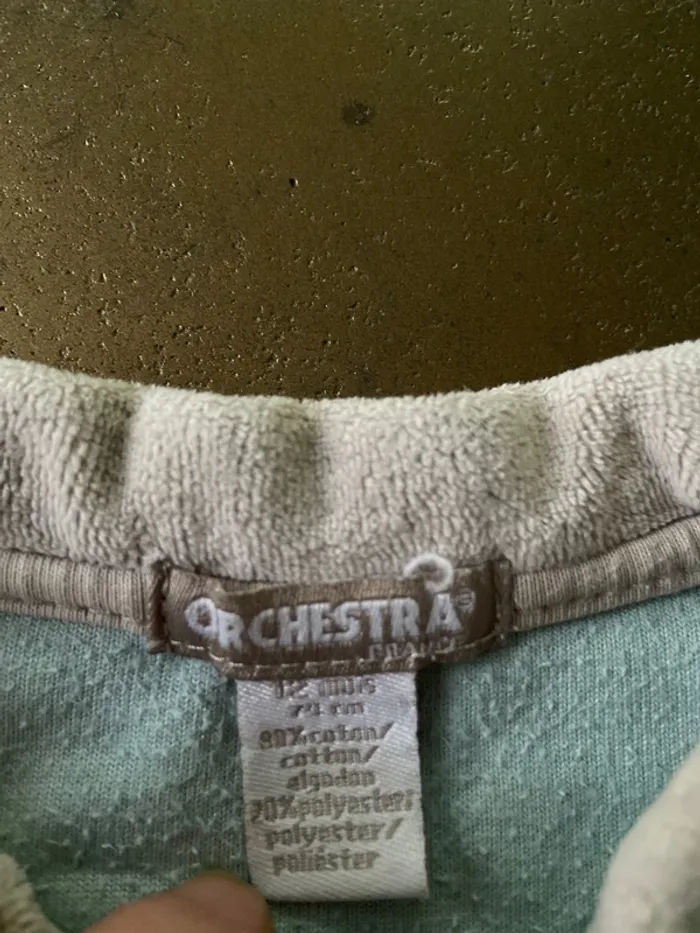 ORCHESTRA
12 mois
74 cm
80%coton/
cotton/
algodon
20%polyester/
polyester/
poliéster